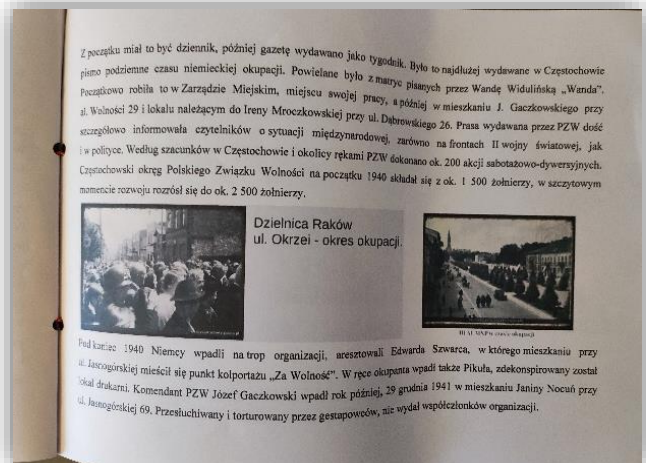 Z początku miał to być dziennik, później gazetę wydawano jako tygodnik. Było to najdłużej wydawane w Częstochowie
pismo podziemne czasu niemieckiej okupacji. Powielane było z matryc pisanych przez Wandę Widulińską „Wanda”.
Początkowo robiła to w Zarządzie Miejskim, miejscu swojej pracy, a później w mieszkaniu J. Gaczkowskiego przy
al. Wolności 29 i lokalu należącym do Ireny Mroczkowskiej przy ul. Dąbrowskiego 26. Prasa wydawana przez PZW dość
szczegółowo informowała czytelników o sytuacji międzynarodowej, zarówno na frontach II wojny światowej, jak
i w polityce. Według szacunków w Częstochowie i okolicy rękami PZW dokonano ok. 200 akcji sabotażowo-dywersyjnych.
Częstochowski okręg Polskiego Związku Wolności na początku 1940 składał się z ok. 1 500 żołnierzy, w szczytowym
momencie rozwoju rozrósł się do ok. 2 500 żołnierzy.
Dzielnica Raków
ul. Okrzei - okres okupacji.
III AL NMP w czasie okupacji
Pod koniec 1940 Niemcy wpadli na trop organizacji, aresztowali Edwarda Szwarca, w którego mieszkaniu przy
ul. Jasnogórskiej mieścił się punkt kolportażu „Za Wolność”. W ręce okupanta wpadł także Pikuła, zdekonspirowany został
lokal drukarni. Komendant PZW Józef Gaczkowski wpadł rok później, 29 grudnia 1941 w mieszkaniu Janiny Nocuń przy
ul. Jasnogórskiej 69. Przesłuchiwany i torturowany przez gestapowców, nie wydał współczłonków organizacji.